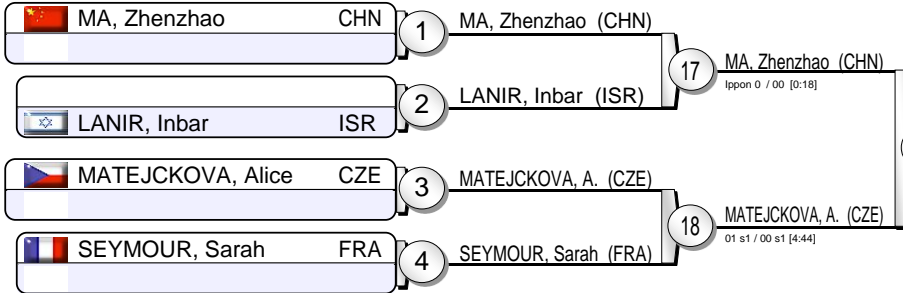 MA, Zhenzhao CHN
1
MA, Zhenzhao (CHN)
LANIR, Inbar ISR
2
LANIR, Inbar (ISR)
17
MA, Zhenzhao (CHN)
Ippon 0 / 00 [0:18]
MATEJCKOVA, Alice CZE
3
MATEJCKOVA, A. (CZE)
SEYMOUR, Sarah FRA
4
SEYMOUR, Sarah (FRA)
18
MATEJCKOVA, A. (CZE)
01 s1 / 00 s1 [4:44]